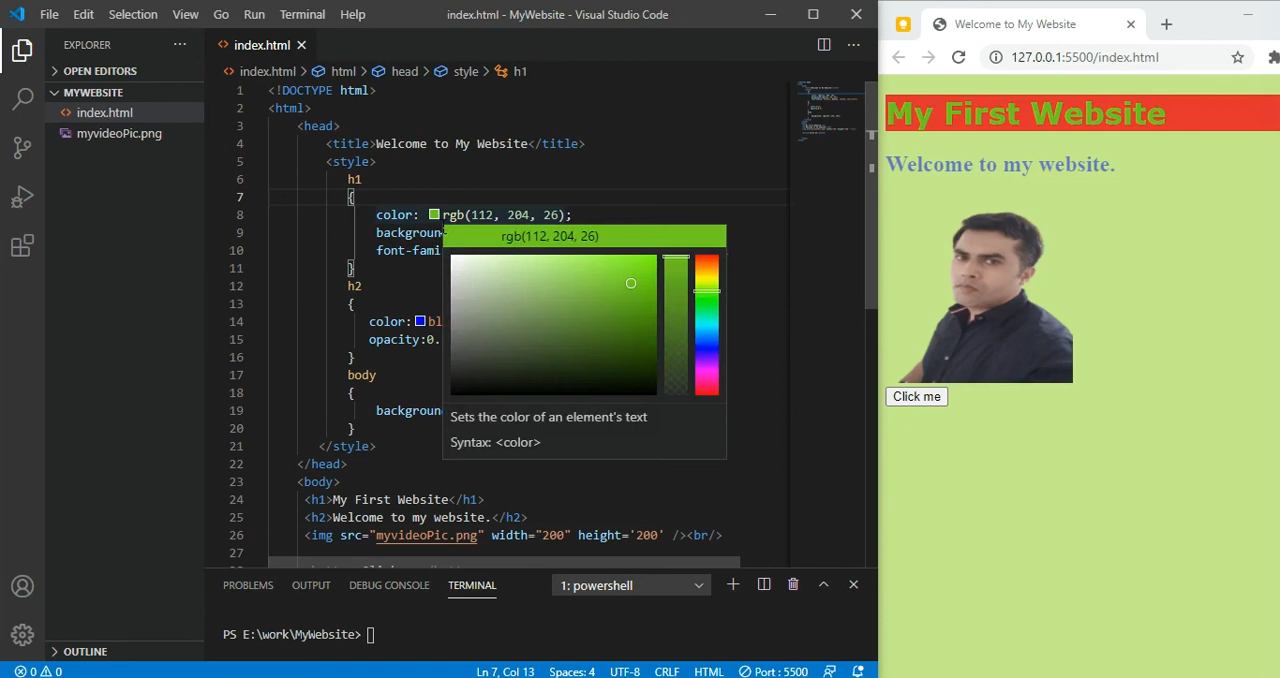 File Edit Selection View Go Run Terminal Help index.html - MyWebsite - Visual Studio Code
EXPLORER
OPEN EDITORS
MYWEBSITE
index.html
myvideoPic.png
OUTLINE
index.html
index.html html head style h1
1 <!DOCTYPE html>
2 <html>
3 <head>
4 <title>Welcome to My Website</title>
5 <style>
6 h1
7 {
8 color: rgb(112, 204, 26);
9 backgroun
10 font-fami
11 }
12 h2
13 {
14 color: bl
15 opacity:0.
16 }
17 body
18 {
19 backgroun
20 }
21 </style>
22 </head>
23 <body>
24 <h1>My First Website</h1>
25 <h2>Welcome to my website.</h2>
26 <img src="myvideoPic.png" width="200" height='200' /><br/>
27
rgb(112, 204, 26)
Sets the color of an element's text
Syntax: <color>
PROBLEMS OUTPUT DEBUG CONSOLE TERMINAL 1: powershell
PS E:\work\MyWebsite>
0 0 Ln 7, Col 13 Spaces: 4 UTF-8 CRLF HTML Port : 5500
Welcome to My Website
127.0.0.1:5500/index.html
My First Website
Welcome to my website.
Click me